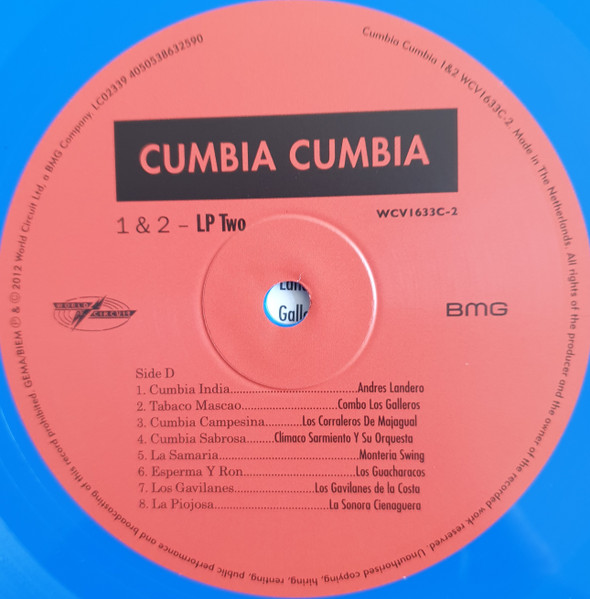 CUMBIA CUMBIA
1 & 2 – LP Two
WCV1633C-2
WORLD CIRCUIT
BMG
Side D
1. Cumbia India..............................Andres Landero
2. Tabaco Mascao......................Combo Los Galleros
3. Cumbia Campesina.........Los Corraleros De Majagual
4. Cumbia Sabrosa........Climaco Sarmiento Y Su Orquesta
5. La Samaria.................................Monteria Swing
6. Esperma Y Ron..........................Los Guacharacos
7. Los Gavilanes..................Los Gavilanes de la Costa
8. La Piojosa..........................La Sonora Cienaguera
GEMA/BIEM ℗ & © 2012 World Circuit Ltd, a BMG Company. LC02339 4050538632590
Cumbia Cumbia 1&2 WCV1633C-2. Made in The Netherlands. All rights of the producer and the owner of the recorded work reserved. Unauthorised copying, hiring, renting, public performance and broadcasting of this record prohibited.